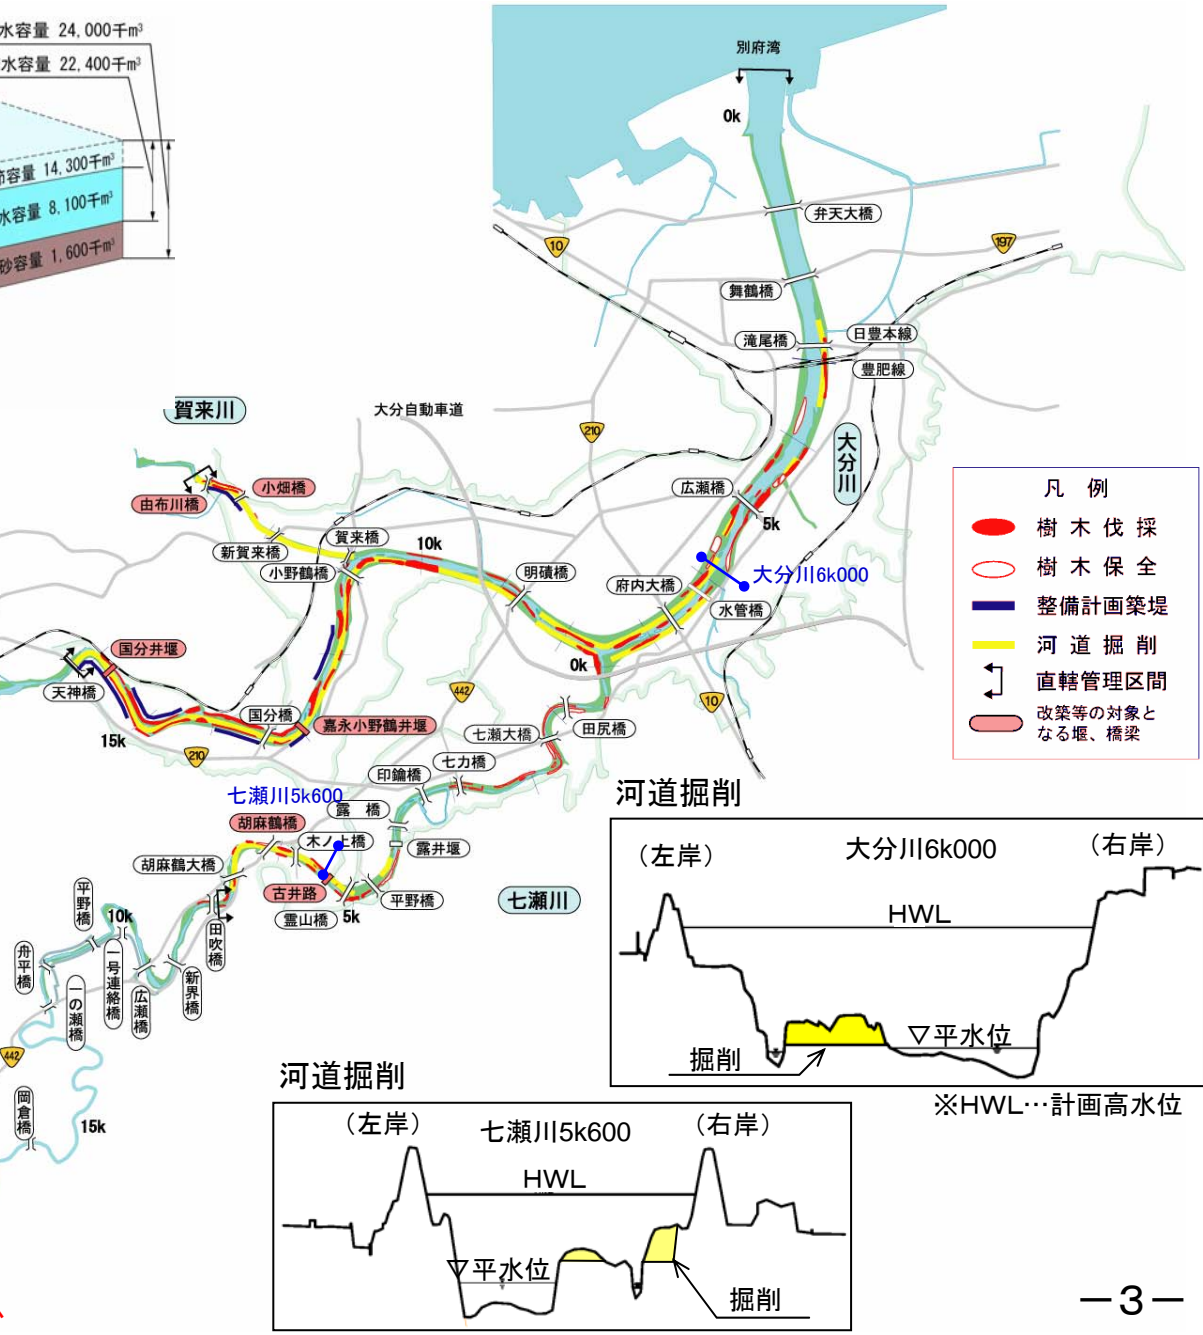 水容量 24,000千m³
水容量 22,400千m³
節容量 14,300千m³
水容量 8,100千m³
砂容量 1,600千m³
別府湾
0k
弁天大橋
10
197
舞鶴橋
滝尾橋
日豊本線
豊肥線
賀来川
大分自動車道
210
大分川
小畑橋
由布川橋
広瀬橋
5k
新賀来橋
賀来橋
10k
小野鶴橋
明磧橋
府内大橋
大分川6k000
水管橋
凡 例
樹 木 伐 採
樹 木 保 全
整備計画築堤
河 道 掘 削
直轄管理区間
改築等の対象と
なる堰、橋梁
国分井堰
天神橋
0k
442
10
国分橋
嘉永小野鶴井堰
15k
210
七瀬大橋
田尻橋
七力橋
印鑰橋
七瀬川5k600
露 橋
胡麻鶴橋
木ノ上橋
露井堰
胡麻鶴大橋
古井路
平野橋
霊山橋
5k
七瀬川
平野橋
10k
田吹橋
舟平橋
一の瀬橋
一号連絡橋
広瀬橋
新界橋
442
岡倉橋
15k
河道掘削
(左岸)
大分川6k000
(右岸)
HWL
▽平水位
掘削
※HWL…計画高水位
河道掘削
(左岸)
七瀬川5k600
(右岸)
HWL
▽平水位
掘削
－3－